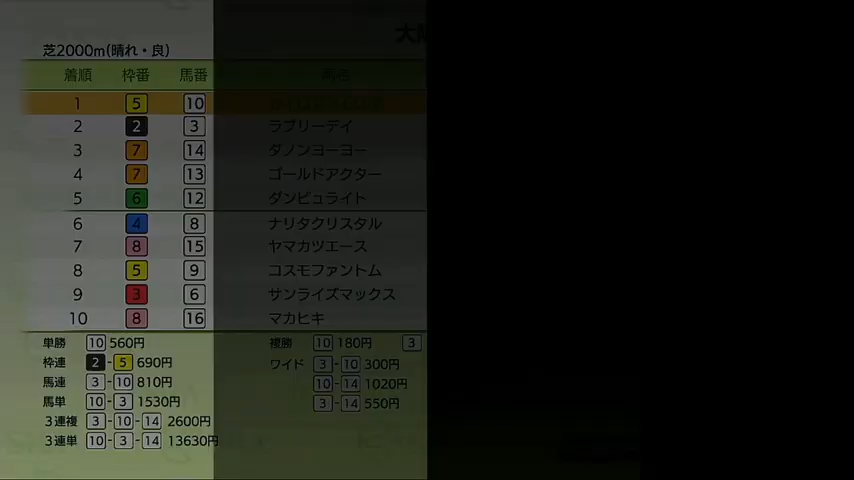 大阪
芝2000m(晴れ・良)
着順 枠番 馬番 馬名
1 5 10
2 2 3 ラブリーデイ
3 7 14 ダノンヨーヨー
4 7 13 ゴールドアクター
5 6 12 ダンビュライト
6 4 8 ナリタクリスタル
7 8 15 ヤマカツエース
8 5 9 コスモファントム
9 3 6 サンライズマックス
10 8 16 マカヒキ
単勝 10 560円 複勝 10 180円 3
枠連 2-5 690円 ワイド 3-10 300円
馬連 3-10 810円 10-14 1020円
馬単 10-3 1530円 3-14 550円
3連複 3-10-14 2600円
3連単 10-3-14 13630円